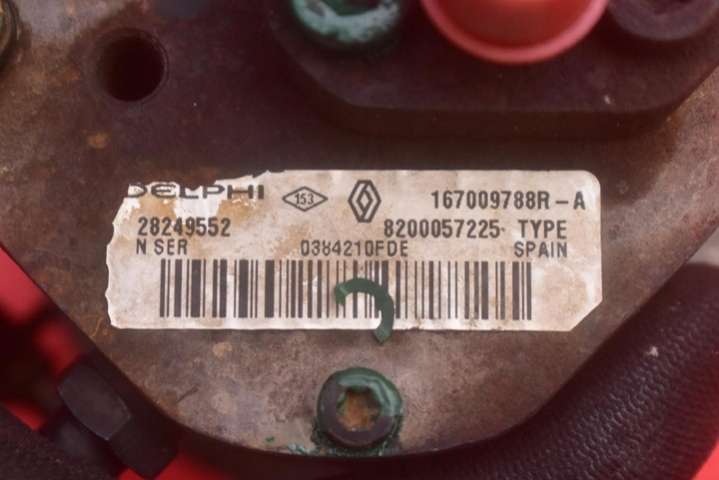 DELPHI 153 167009788R-A
28249552 8200057225 TYPE
N SER 0384210FDE SPAIN